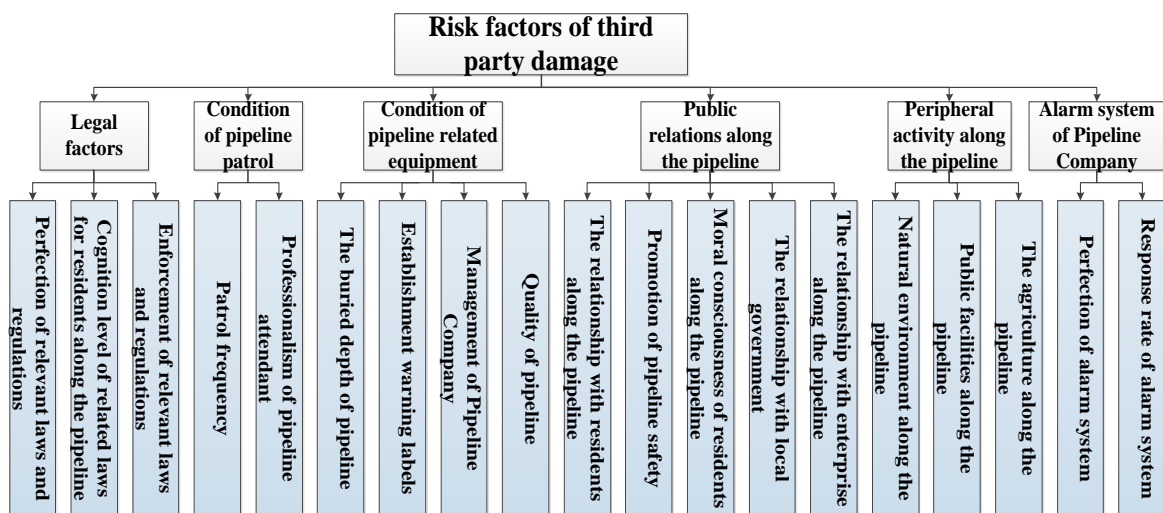 Risk factors of third
party damage
Legal
factors
Condition
of pipeline
patrol
Condition of
pipeline related
equipment
Public
relations along
the pipeline
Peripheral
activity along
the pipeline
Alarm system
of Pipeline
Company
Perfection of relevant laws and
regulations
Cognition level of related laws
for residents along the pipeline
Enforcement of relevant laws
and regulations
Patrol frequency
Professionalism of pipeline
attendant
The buried depth of pipeline
Establishment warning labels
Management of Pipeline
Company
Quality of pipeline
The relationship with residents
along the pipeline
Promotion of pipeline safety
Moral consciousness of residents
along the pipeline
The relationship with local
government
The relationship with enterprise
along the pipeline
Natural environment along the
pipeline
Public facilities along the
pipeline
The agriculture along the
pipeline
Perfection of alarm system
Response rate of alarm system